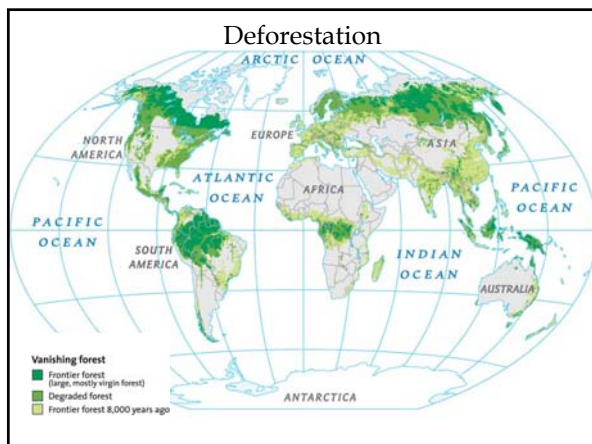 Deforestation
ARCTIC OCEAN
NORTH
AMERICA
EUROPE
ASIA
ATLANTIC
OCEAN
AFRICA
PACIFIC
OCEAN
PACIFIC
OCEAN
SOUTH
AMERICA
INDIAN
OCEAN
AUSTRALIA
Vanishing forest
Frontier forest
(large, mostly virgin forest)
Degraded forest
Frontier forest 8,000 years ago
ANTARCTICA